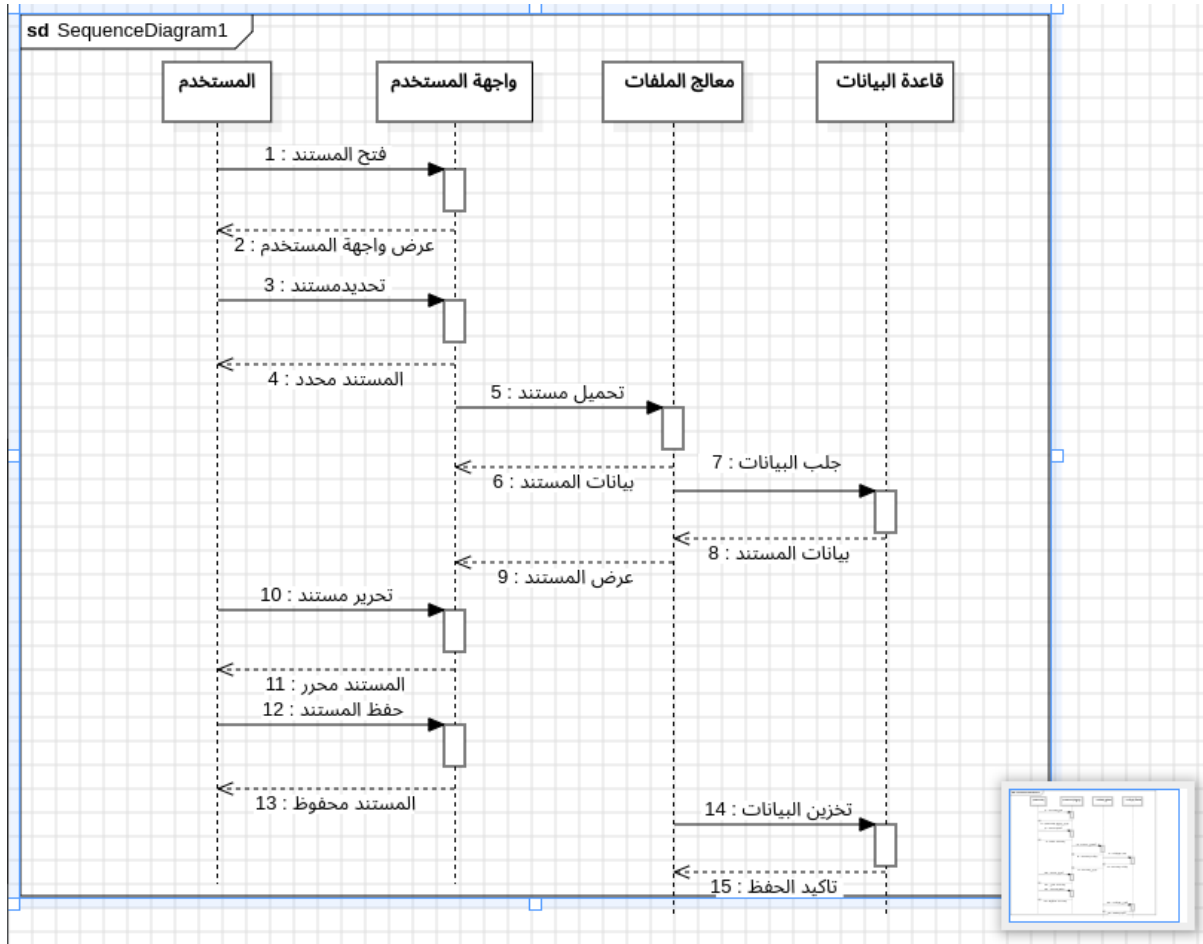 sd SequenceDiagram1
المستخدم
واجهة المستخدم
معالج الملفات
قاعدة البيانات
1 : فتح المستند
2 : عرض واجهة المستخدم
3 : تحديدمستند
4 : المستند محدد
5 : تحميل مستند
6 : بيانات المستند
7 : جلب البيانات
8 : بيانات المستند
9 : عرض المستند
10 : تحرير مستند
11 : المستند محرر
12 : حفظ المستند
13 : المستند محفوظ
14 : تخزين البيانات
15 : تاكيد الحفظ